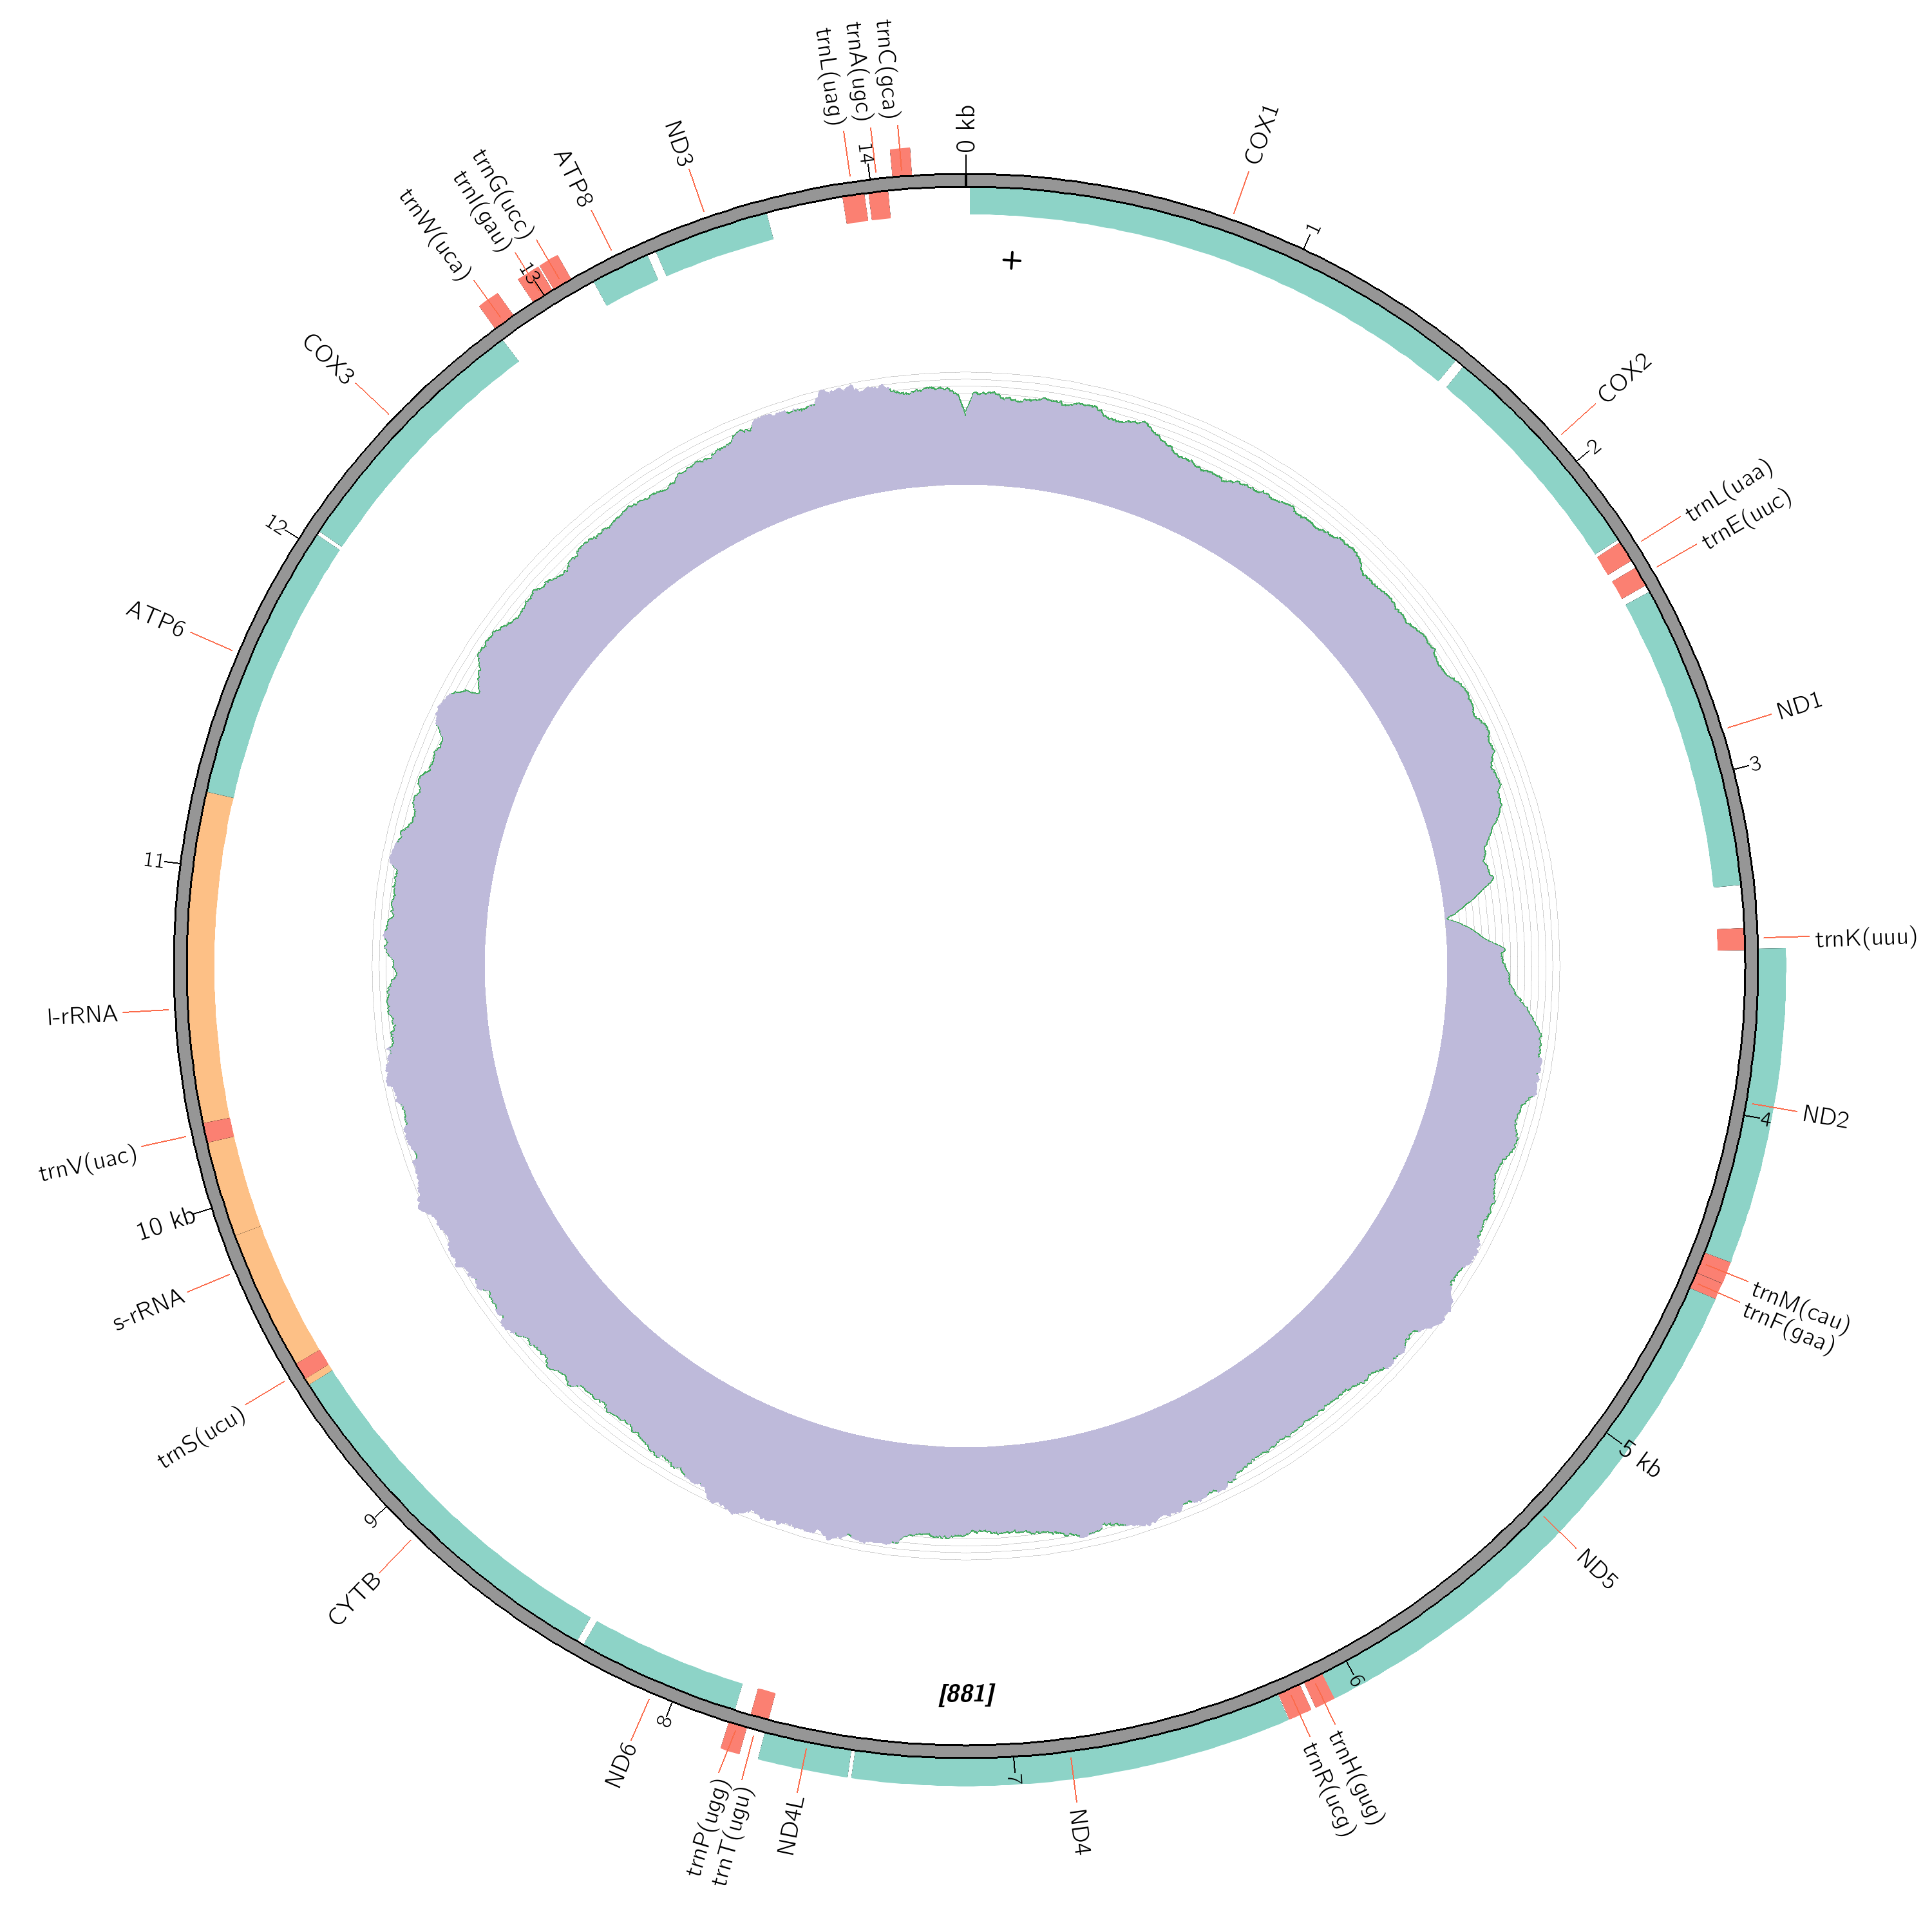 0 kb
COX1
+
1
COX2
2
trnL(uaa)
trnE(uuc)
ND1
3
trnK(uuu)
ND2
4
trnM(cau)
trnF(gaa)
5 kb
ND5
6
trnH(gug)
trnR(ucg)
ND4
7
[881]
ND4L
trnT(ugu)
trnP(ugg)
8
ND6
CYTB
9
trnS(ucu)
s-rRNA
10 kb
trnV(uac)
l-rRNA
11
ATP6
12
COX3
trnW(uca)
13
trnI(gau)
trnG(ucc)
ATP8
ND3
trnL(uag)
14
trnA(ugc)
trnC(gca)